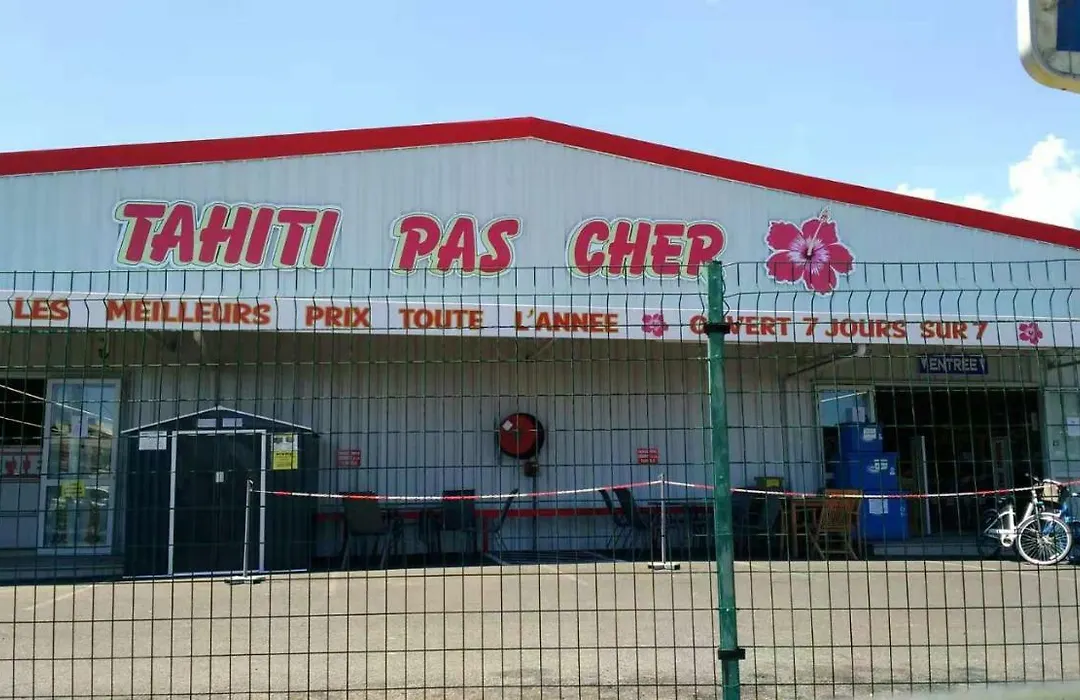 TAHITI PAS CHER
LES MEILLEURS PRIX TOUTE L'ANNEE OUVERT 7 JOURS SUR 7
ENTREE